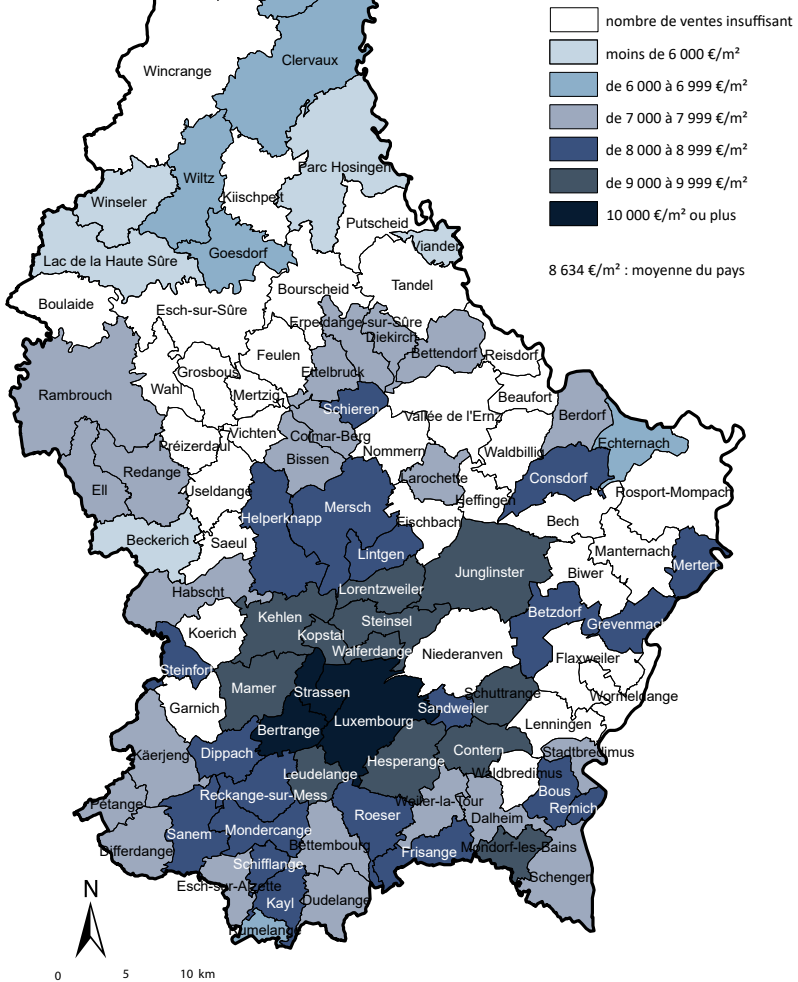 nombre de ventes insuffisant
moins de 6 000 €/m²
de 6 000 à 6 999 €/m²
de 7 000 à 7 999 €/m²
de 8 000 à 8 999 €/m²
de 9 000 à 9 999 €/m²
10 000 €/m² ou plus
8 634 €/m² : moyenne du pays
Clervaux
Wincrange
Parc Hosingen
Wiltz
Kiischpelt
Winseler
Putscheid
Vianden
Goesdorf
Lac de la Haute Sûre
Tandel
Bourscheid
Boulaide
Esch-sur-Sûre
Erpeldange-sur-Sûre
Diekirch
Bettendorf
Reisdorf
Feulen
Ettelbruck
Grosbous
Wahl
Mertzig
Rambrouch
Beaufort
Schieren
Vallée de l'Ernz
Berdorf
Vichten
Colmar-Berg
Préizerdaul
Nommern
Waldbillig
Echternach
Bissen
Redange
Larochette
Consdorf
Ell
Useldange
Heffingen
Rosport-Mompach
Mersch
Helperknapp
Fischbach
Bech
Beckerich
Saeul
Lintgen
Manternach
Junglinster
Biwer
Mertert
Habscht
Lorentzweiler
Kehlen
Steinsel
Betzdorf
Grevenmac
Koerich
Kopstal
Walferdange
Niederanven
Flaxweiler
Steinfort
Mamer
Strassen
Schuttrange
Wormeldange
Garnich
Sandweiler
Luxembourg
Lenningen
Bertrange
Käerjeng
Dippach
Contern
Stadtbredimus
Hesperange
Leudelange
Waldbredimus
Bous
Reckange-sur-Mess
Weiler-la-Tour
Remich
Pétange
Roeser
Dalheim
Sanem
Mondercange
Bettembourg
Differdange
Frisange
Mondorf-les-Bains
Schifflange
Schengen
Esch-sur-Alzette
Kayl
Dudelange
Rumelange
N
0 5 10 km